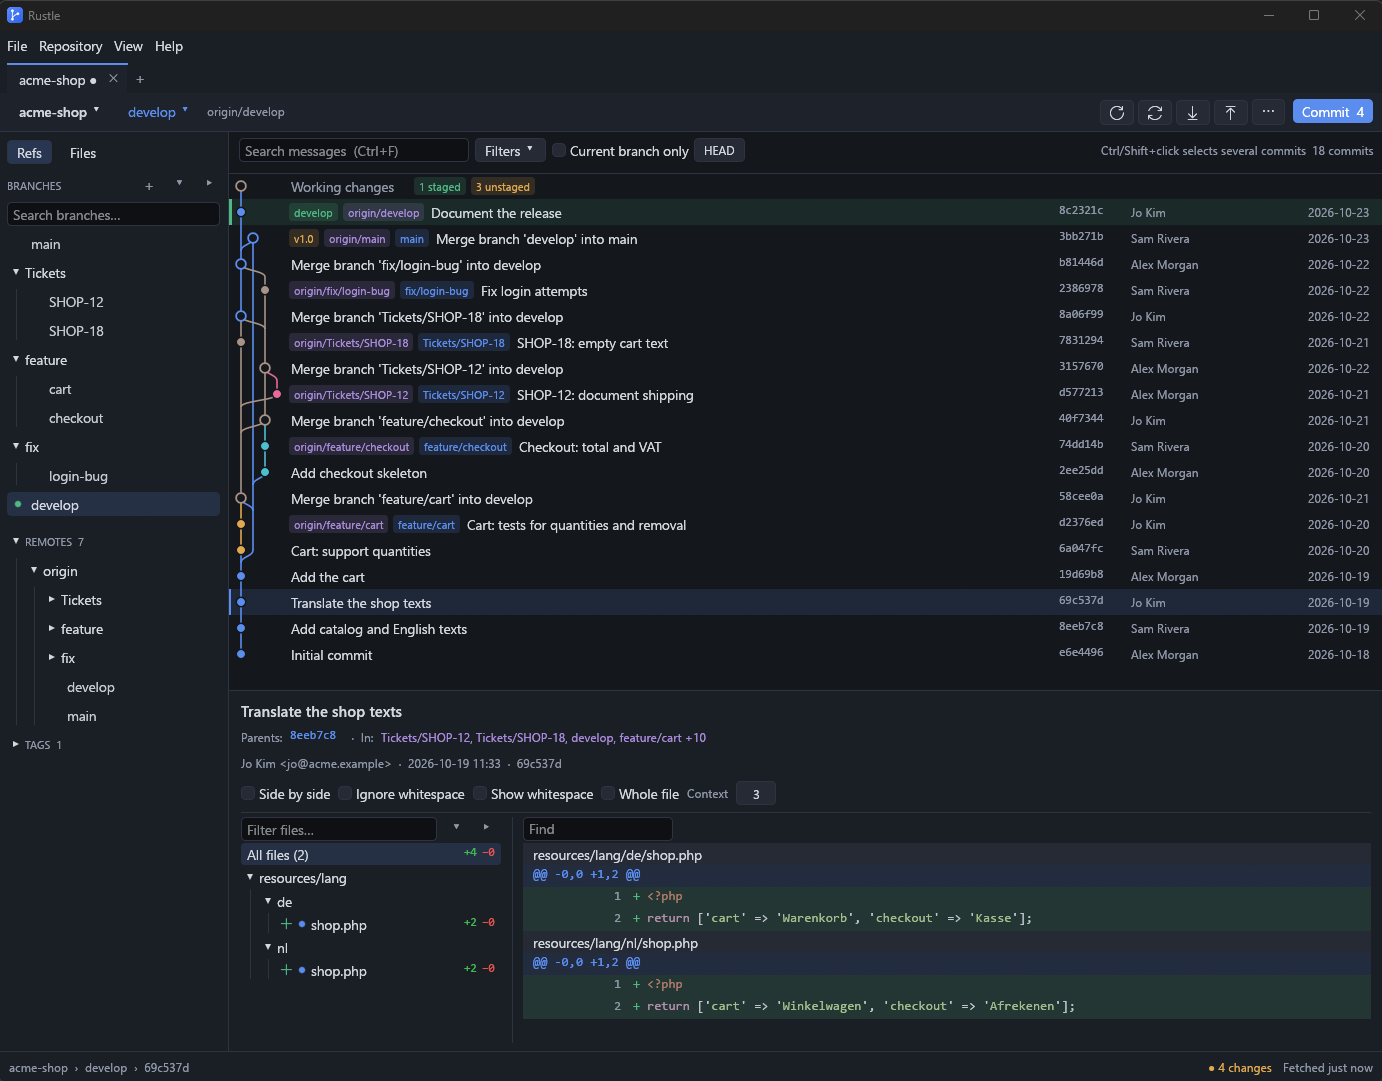 Rustle
File Repository View Help
acme-shop ● × +
acme-shop develop origin/develop Commit 4
Refs Files
BRANCHES
Search branches...
main
Tickets
SHOP-12
SHOP-18
feature
cart
checkout
fix
login-bug
develop
REMOTES 7
origin
Tickets
feature
fix
develop
main
TAGS 1
Search messages (Ctrl+F) Filters Current branch only HEAD Ctrl/Shift+click selects several commits 18 commits
Working changes 1 staged 3 unstaged
develop origin/develop Document the release 8c2321c Jo Kim 2026-10-23
v1.0 origin/main main Merge branch 'develop' into main 3bb271b Sam Rivera 2026-10-23
Merge branch 'fix/login-bug' into develop b81446d Alex Morgan 2026-10-22
origin/fix/login-bug fix/login-bug Fix login attempts 2386978 Sam Rivera 2026-10-22
Merge branch 'Tickets/SHOP-18' into develop 8a06f99 Jo Kim 2026-10-22
origin/Tickets/SHOP-18 Tickets/SHOP-18 SHOP-18: empty cart text 7831294 Sam Rivera 2026-10-21
Merge branch 'Tickets/SHOP-12' into develop 3157670 Alex Morgan 2026-10-22
origin/Tickets/SHOP-12 Tickets/SHOP-12 SHOP-12: document shipping d577213 Alex Morgan 2026-10-21
Merge branch 'feature/checkout' into develop 40f7344 Jo Kim 2026-10-21
origin/feature/checkout feature/checkout Checkout: total and VAT 74dd14b Sam Rivera 2026-10-20
Add checkout skeleton 2ee25dd Alex Morgan 2026-10-20
Merge branch 'feature/cart' into develop 58cee0a Jo Kim 2026-10-21
origin/feature/cart feature/cart Cart: tests for quantities and removal d2376ed Jo Kim 2026-10-20
Cart: support quantities 6a047fc Sam Rivera 2026-10-20
Add the cart 19d69b8 Alex Morgan 2026-10-19
Translate the shop texts 69c537d Jo Kim 2026-10-19
Add catalog and English texts 8eeb7c8 Sam Rivera 2026-10-19
Initial commit e6e4496 Alex Morgan 2026-10-18
Translate the shop texts
Parents: 8eeb7c8 · In: Tickets/SHOP-12, Tickets/SHOP-18, develop, feature/cart +10
Jo Kim <jo@acme.example> · 2026-10-19 11:33 · 69c537d
Side by side Ignore whitespace Show whitespace Whole file Context 3
Filter files...
All files (2) +4 −0
resources/lang
de
shop.php +2 −0
nl
shop.php +2 −0
Find
resources/lang/de/shop.php
@@ -0,0 +1,2 @@
1 + <?php
2 + return ['cart' => 'Warenkorb', 'checkout' => 'Kasse'];
resources/lang/nl/shop.php
@@ -0,0 +1,2 @@
1 + <?php
2 + return ['cart' => 'Winkelwagen', 'checkout' => 'Afrekenen'];
acme-shop › develop › 69c537d ● 4 changes Fetched just now